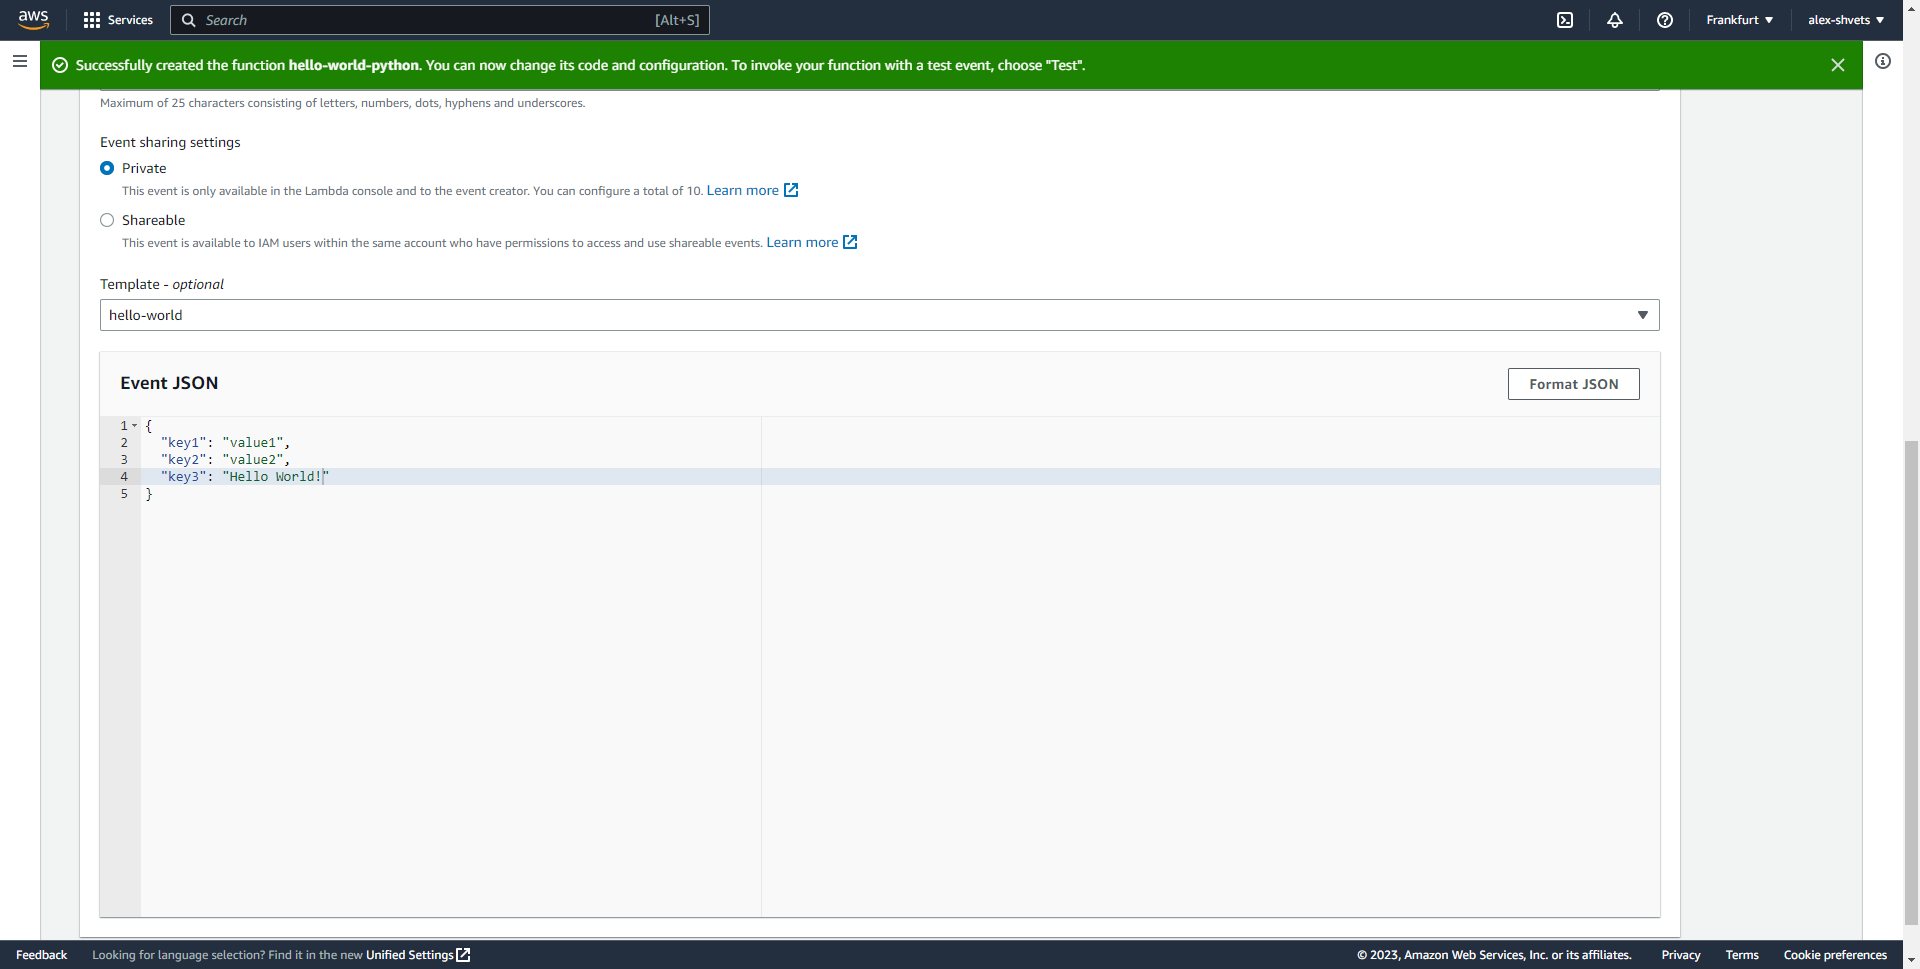 aws Services Search [Alt+S] Frankfurt alex-shvets
Successfully created the function hello-world-python. You can now change its code and configuration. To invoke your function with a test event, choose "Test".
Maximum of 25 characters consisting of letters, numbers, dots, hyphens and underscores.
Event sharing settings
Private
This event is only available in the Lambda console and to the event creator. You can configure a total of 10. Learn more
Shareable
This event is available to IAM users within the same account who have permissions to access and use shareable events. Learn more
Template - optional
hello-world
Event JSON
Format JSON
1 {
2 "key1": "value1",
3 "key2": "value2",
4 "key3": "Hello World!"
5 }
Feedback Looking for language selection? Find it in the new Unified Settings © 2023, Amazon Web Services, Inc. or its affiliates. Privacy Terms Cookie preferences